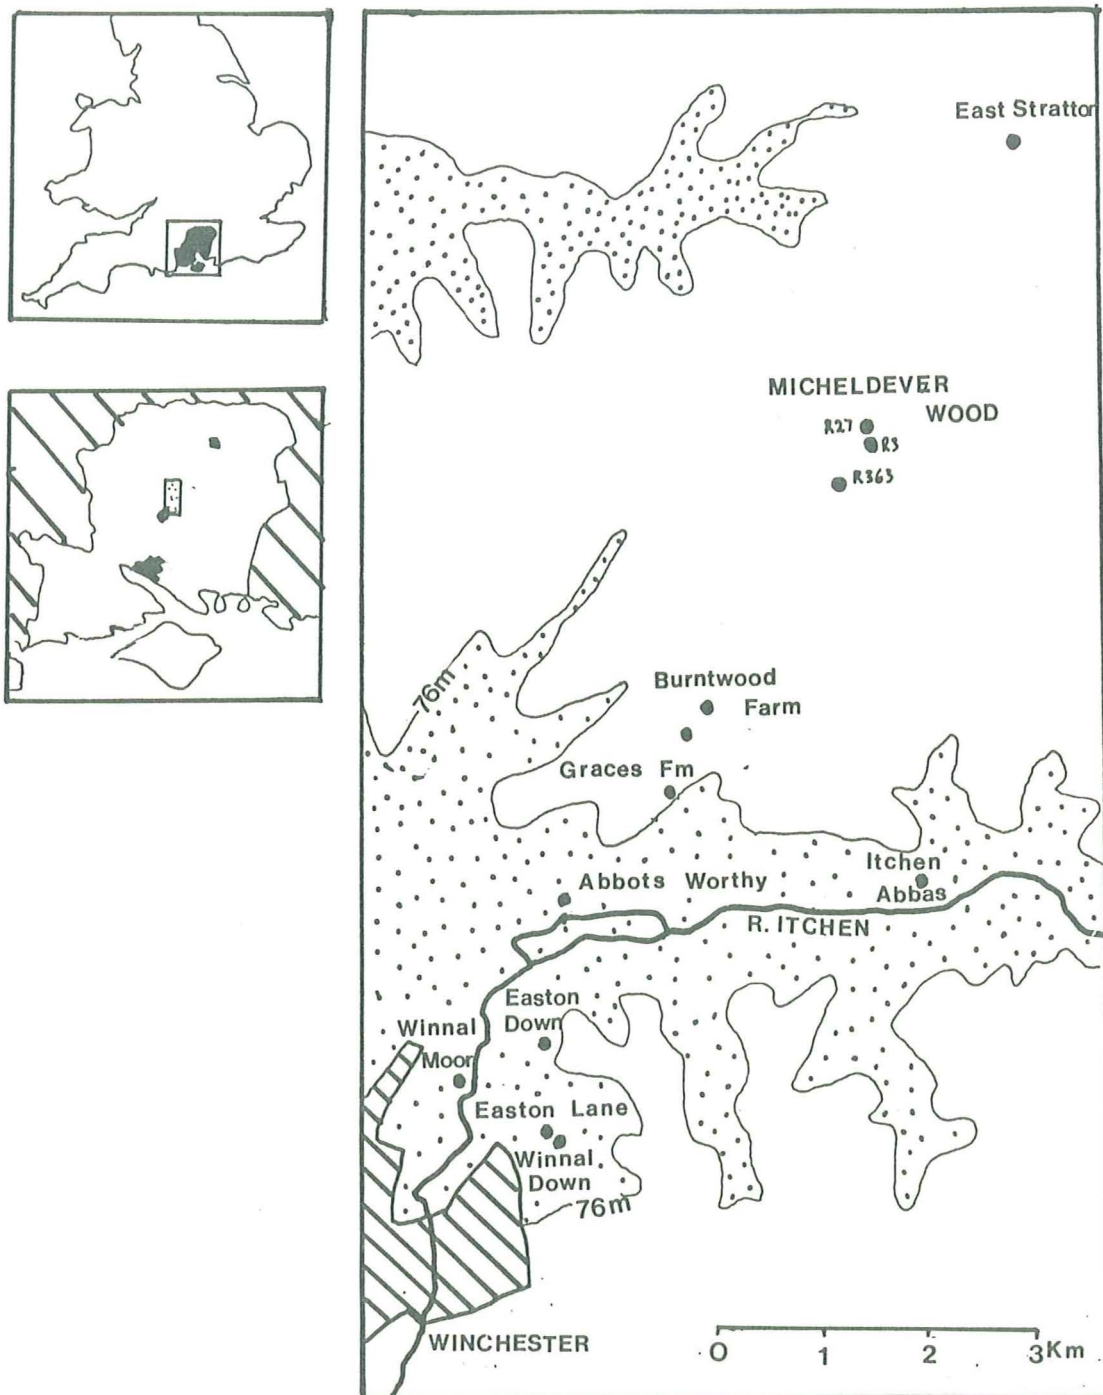 East Stratton
MICHELDEVER
WOOD
R27
R3
R363
76m
Burntwood
Farm
Graces Fm
Itchen
Abbas
Abbots Worthy
R. ITCHEN
Easton
Down
Winnal
Moor
Easton Lane
Winnal
Down
76m
WINCHESTER
0 1 2 3Km